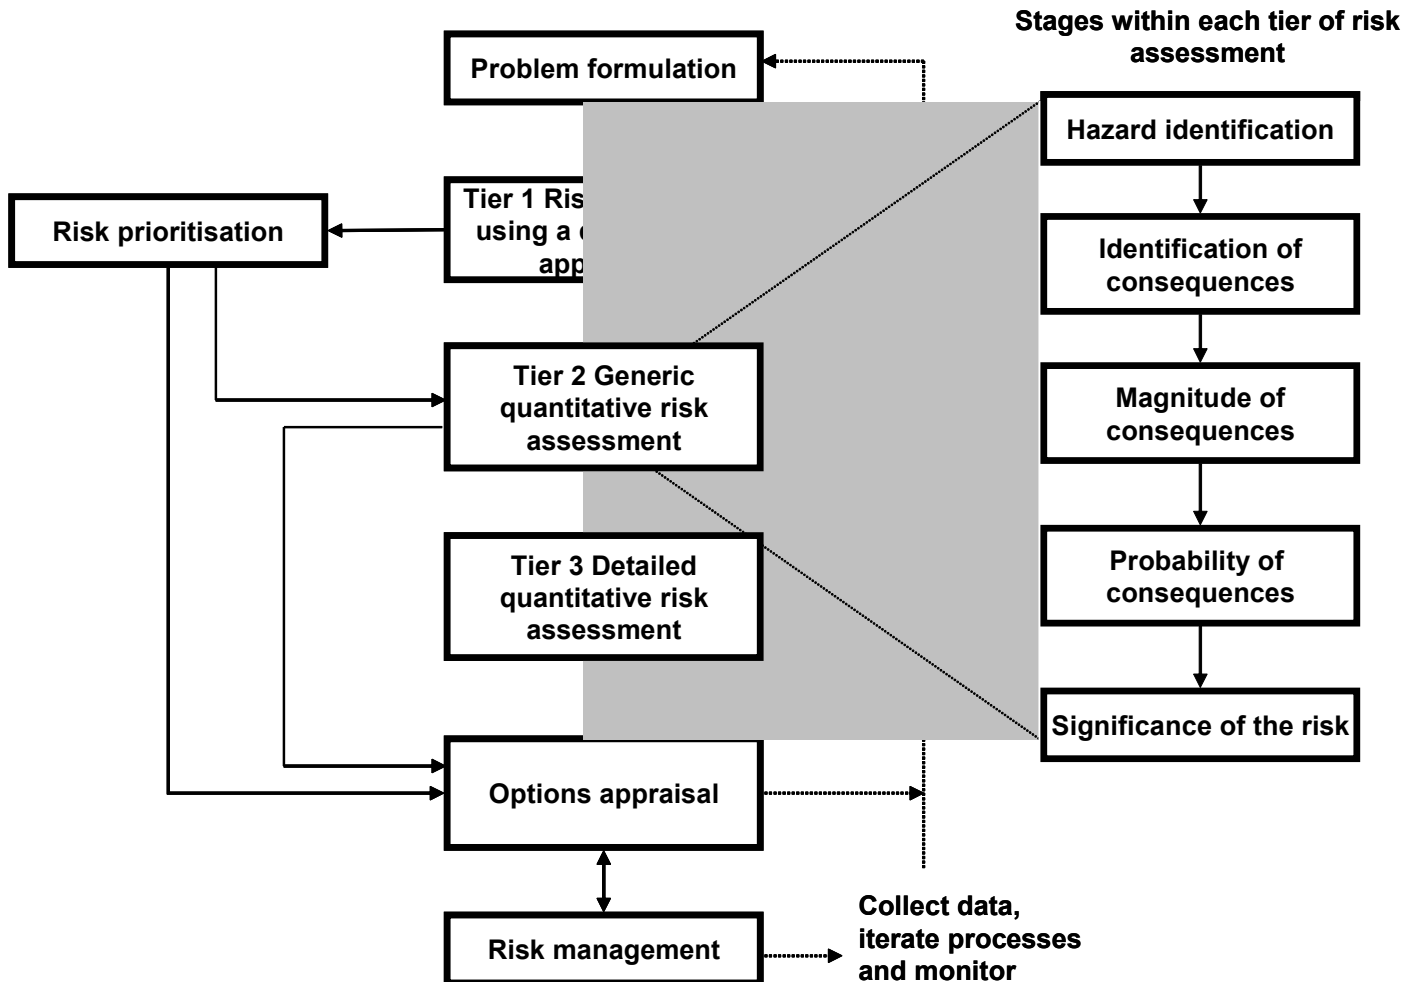 Stages within each tier of risk
assessment
Problem formulation
Hazard identification
Tier 1
using a
Risk prioritisation
Identification of
consequences
Tier 2 Generic
quantitative risk
assessment
Magnitude of
consequences
Tier 3 Detailed
quantitative risk
assessment
Probability of
consequences
Significance of the risk
Options appraisal
Risk management
Collect data,
iterate processes
and monitor